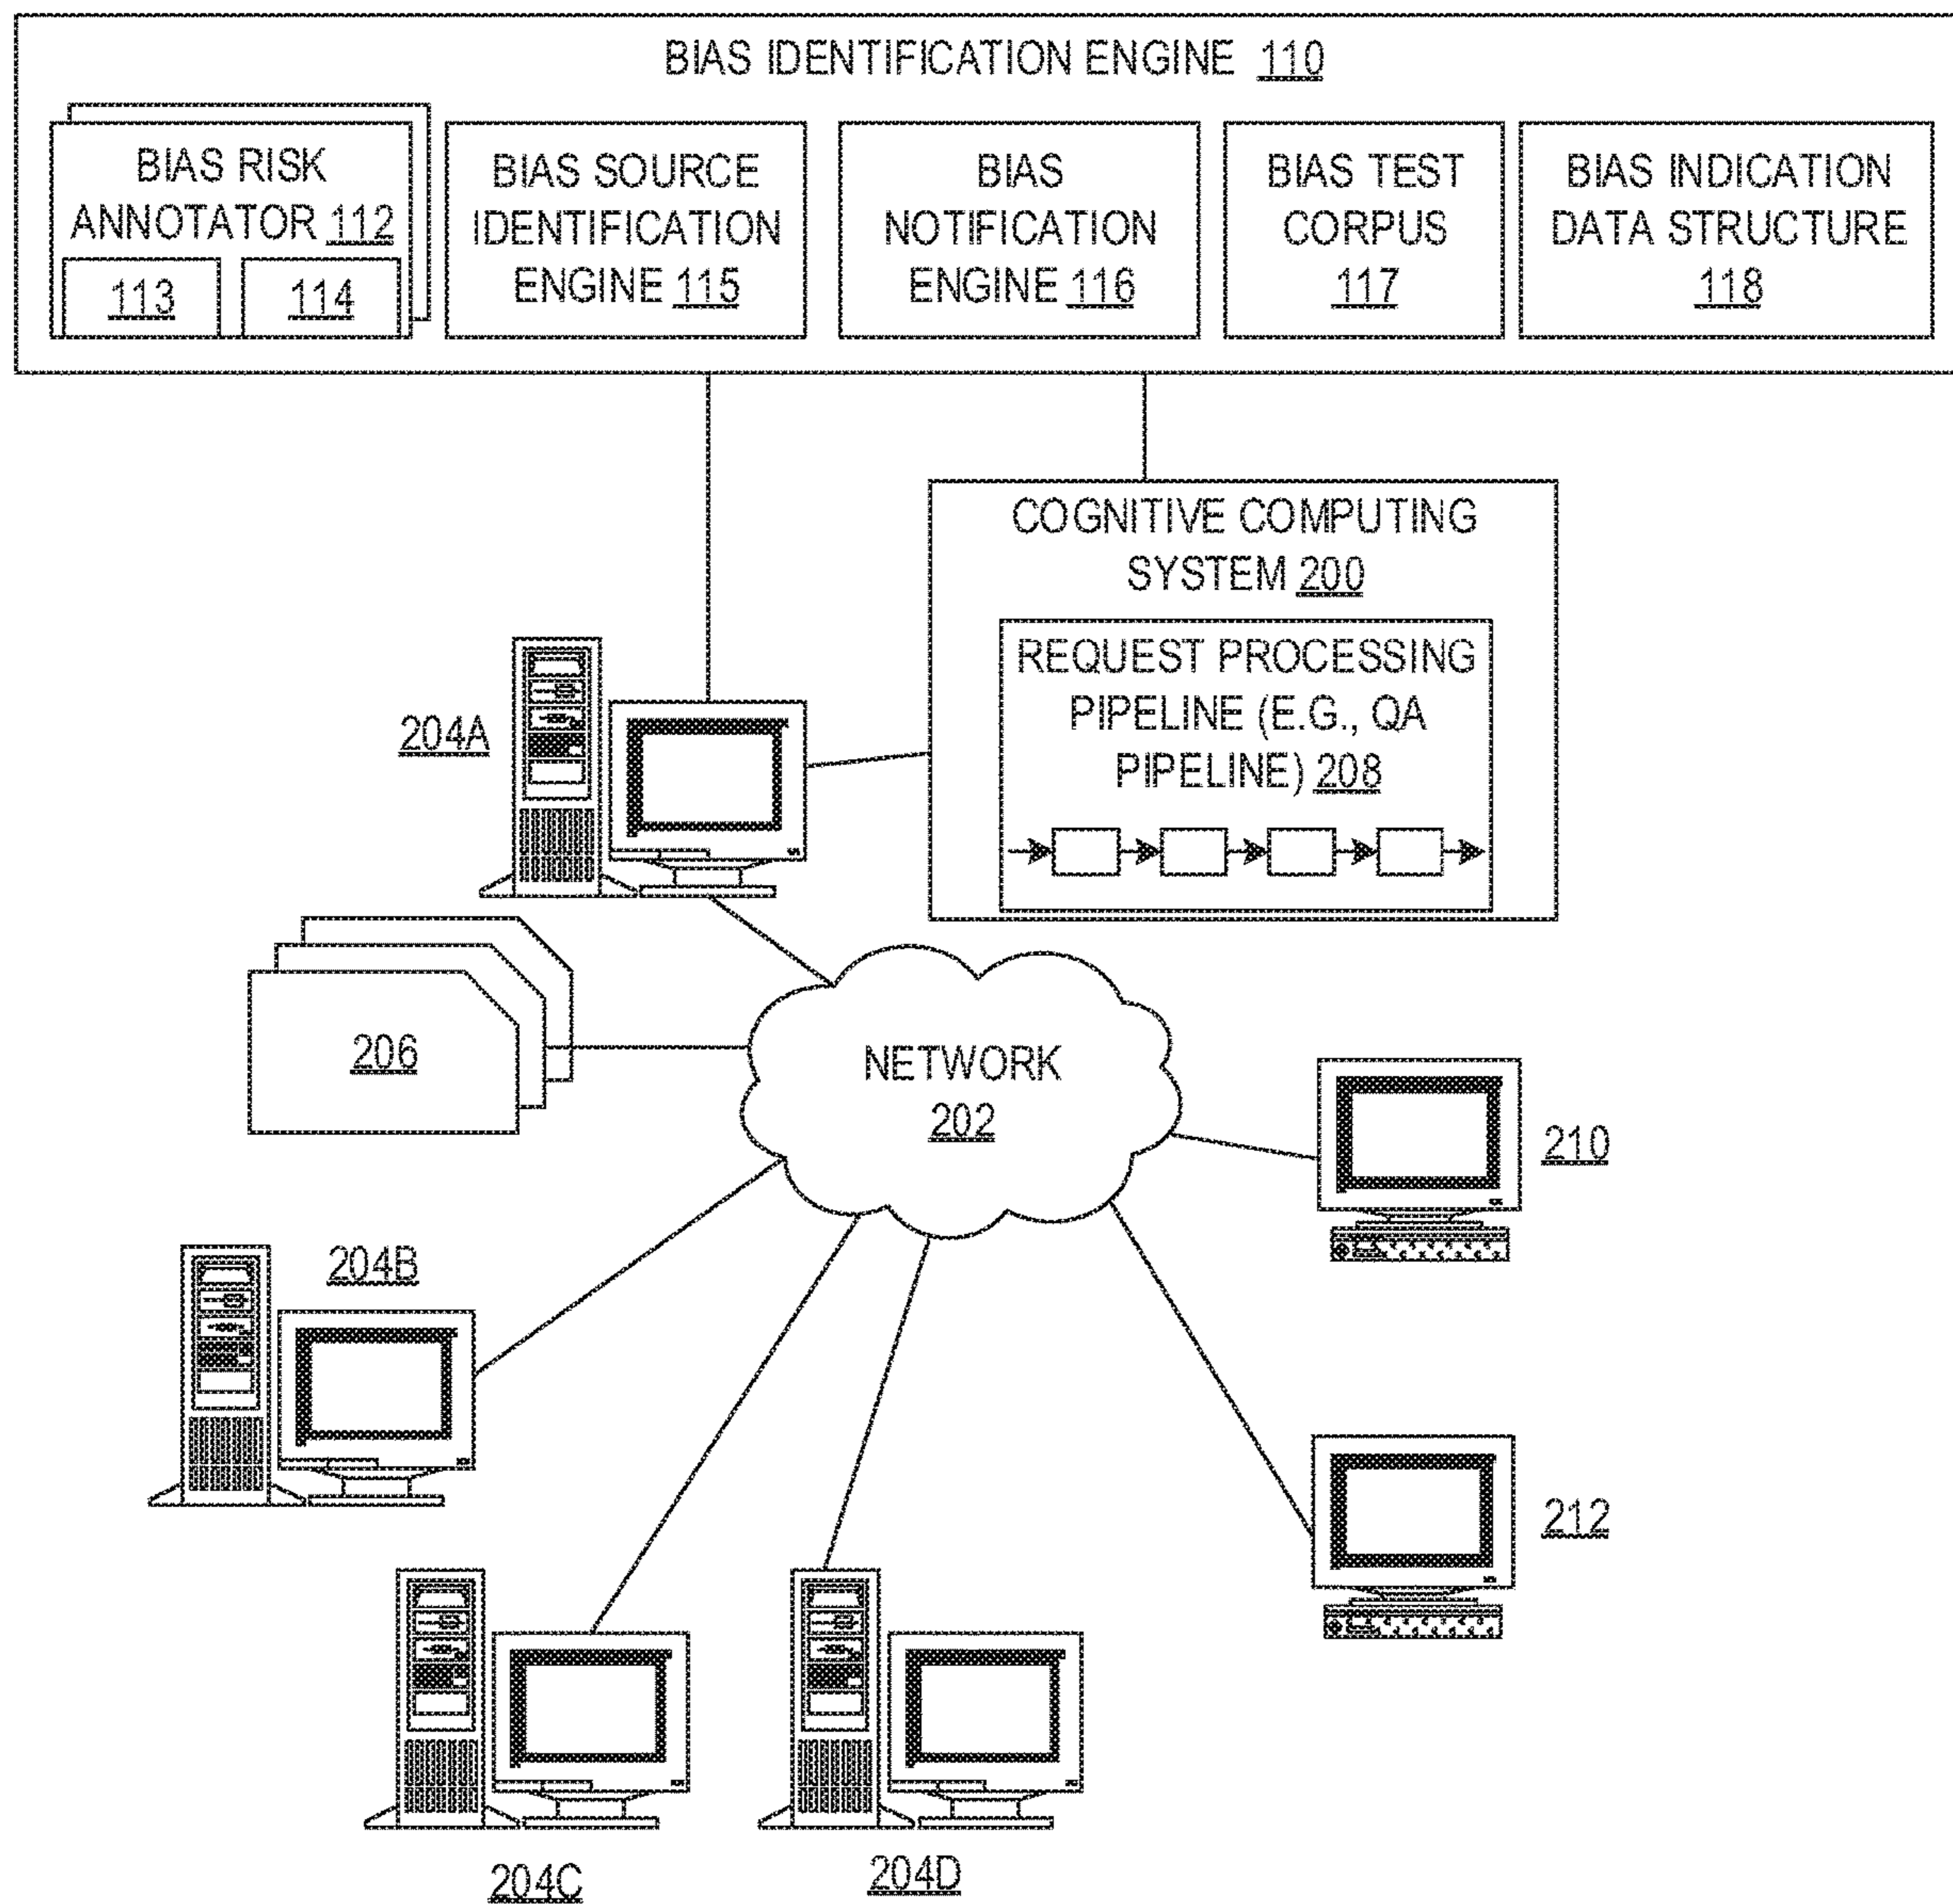 BIAS IDENTIFICATION ENGINE 110
BIAS RISK
ANNOTATOR 112
113
114
BIAS SOURCE
IDENTIFICATION
ENGINE 115
BIAS
NOTIFICATION
ENGINE 116
BIAS TEST
CORPUS
117
BIAS INDICATION
DATA STRUCTURE
118
COGNITIVE COMPUTING
SYSTEM 200
REQUEST PROCESSING
PIPELINE (E.G., QA
PIPELINE) 208
204A
206
NETWORK
202
210
204B
212
204C
204D